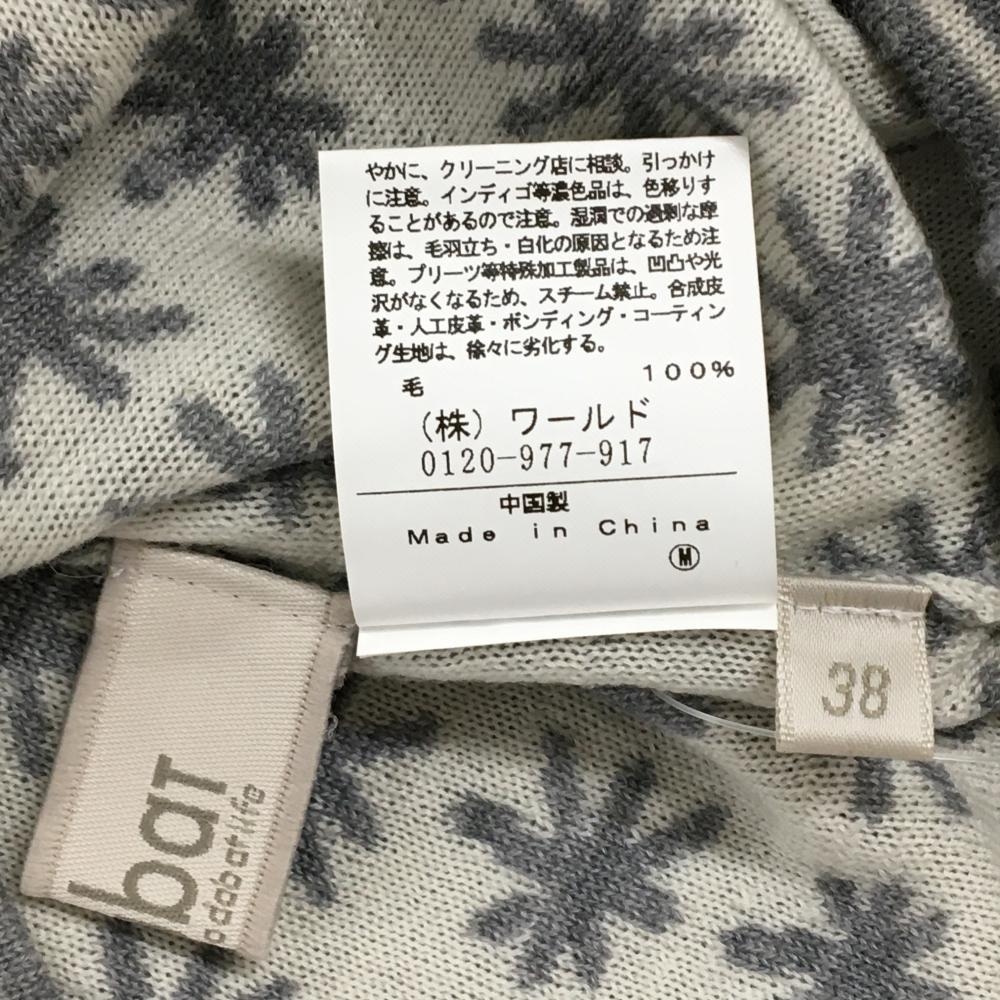 やかに、クリーニング店に相談。引っかけ
に注意。インディゴ等濃色品は、色移りす
ることがあるので注意。湿潤での過剰な摩
擦は、毛羽立ち・白化の原因となるため注
意。プリーツ等特殊加工製品は、凹凸や光
沢がなくなるため、スチーム禁止。合成皮
革・人工皮革・ボンディング・コーティン
グ生地は、徐々に劣化する。
毛 100%
(株) ワールド
0120-977-917
中国製
Made in China
M
38
bat
adabatlife